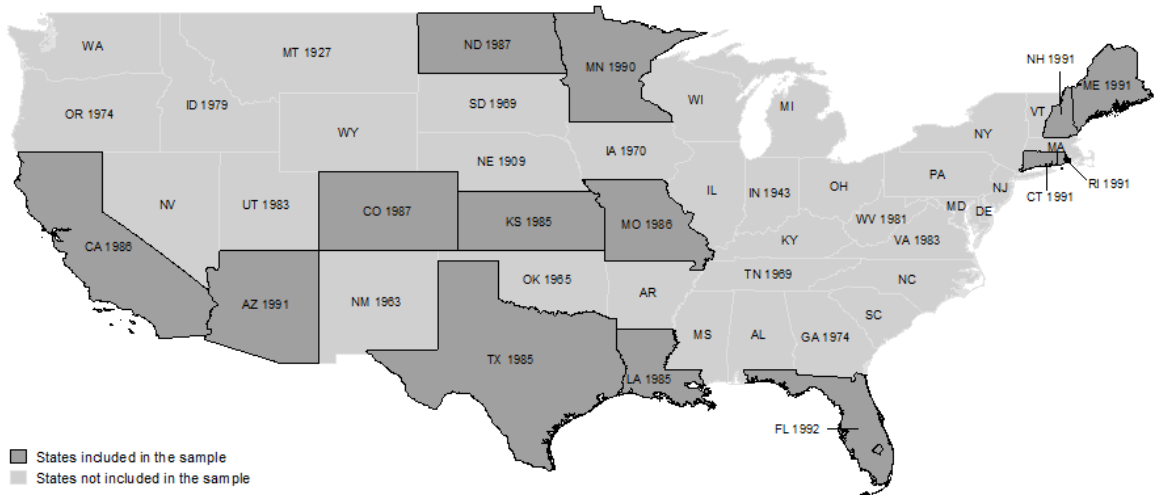 WA
MT 1927
ND 1987
MN 1990
NH 1991
ME 1991
OR 1974
ID 1979
SD 1969
WI
MI
VT
NY
WY
IA 1970
MA
NE 1909
PA
RI 1991
NV
UT 1983
CO 1987
IL
IN 1943
OH
NJ
CT 1991
KS 1985
MO 1986
WV 1981
MD
DE
CA 1986
KY
VA 1983
AZ 1991
NM 1963
OK 1965
AR
TN 1969
NC
SC
TX 1985
LA 1985
MS
AL
GA 1974
FL 1992
States included in the sample
States not included in the sample